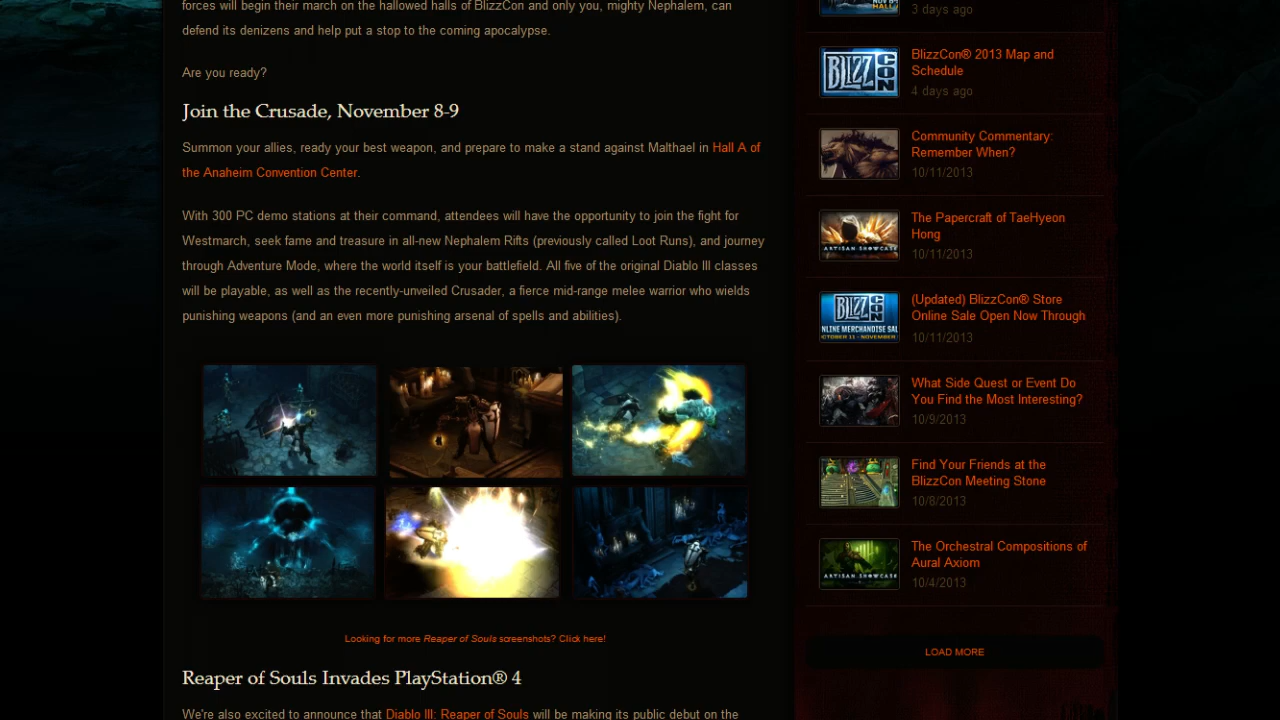 forces will begin their march on the hallowed halls of BlizzCon and only you, mighty Nephalem, can
defend its denizens and help put a stop to the coming apocalypse.
Are you ready?
Join the Crusade, November 8-9
Summon your allies, ready your best weapon, and prepare to make a stand against Malthael in Hall A of
the Anaheim Convention Center.
With 300 PC demo stations at their command, attendees will have the opportunity to join the fight for
Westmarch, seek fame and treasure in all-new Nephalem Rifts (previously called Loot Runs), and journey
through Adventure Mode, where the world itself is your battlefield. All five of the original Diablo III classes
will be playable, as well as the recently-unveiled Crusader, a fierce mid-range melee warrior who wields
punishing weapons (and an even more punishing arsenal of spells and abilities).
Looking for more Reaper of Souls screenshots? Click here!
Reaper of Souls Invades PlayStation® 4
We're also excited to announce that Diablo III: Reaper of Souls will be making its public debut on the
3 days ago
BLIZZCON
BlizzCon® 2013 Map and
Schedule
4 days ago
Community Commentary:
Remember When?
10/11/2013
ARTISAN SHOWCASE
The Papercraft of TaeHyeon
Hong
10/11/2013
BLIZZCON
NLINE MERCHANDISE SAL
OCTOBER 11 - NOVEMBER
(Updated) BlizzCon® Store
Online Sale Open Now Through
10/11/2013
What Side Quest or Event Do
You Find the Most Interesting?
10/9/2013
Find Your Friends at the
BlizzCon Meeting Stone
10/8/2013
ARTISAN SHOWCASE
The Orchestral Compositions of
Aural Axiom
10/4/2013
LOAD MORE